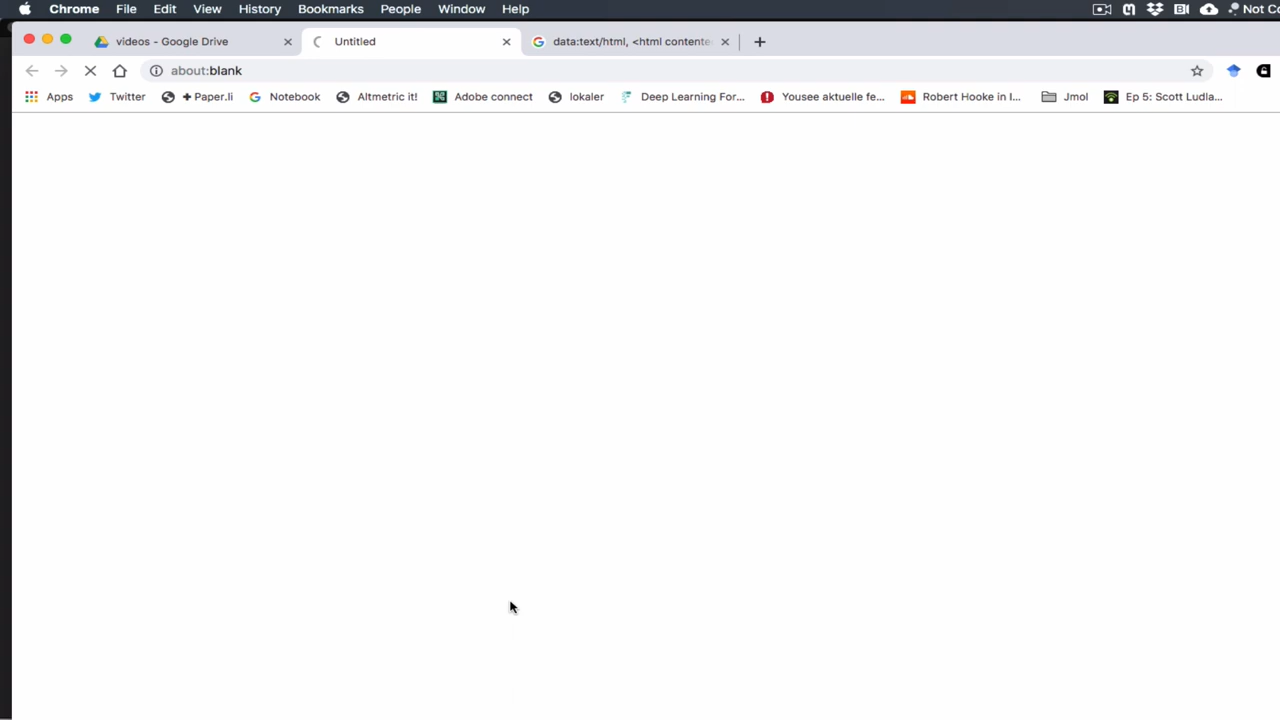 Chrome File Edit View History Bookmarks People Window Help Not Co
videos - Google Drive Untitled data:text/html, <html contente
about:blank
Apps Twitter + Paper.li Notebook Altmetric it! Adobe connect lokaler Deep Learning For... Yousee aktuelle fe... Robert Hooke in I... Jmol Ep 5: Scott Ludla...